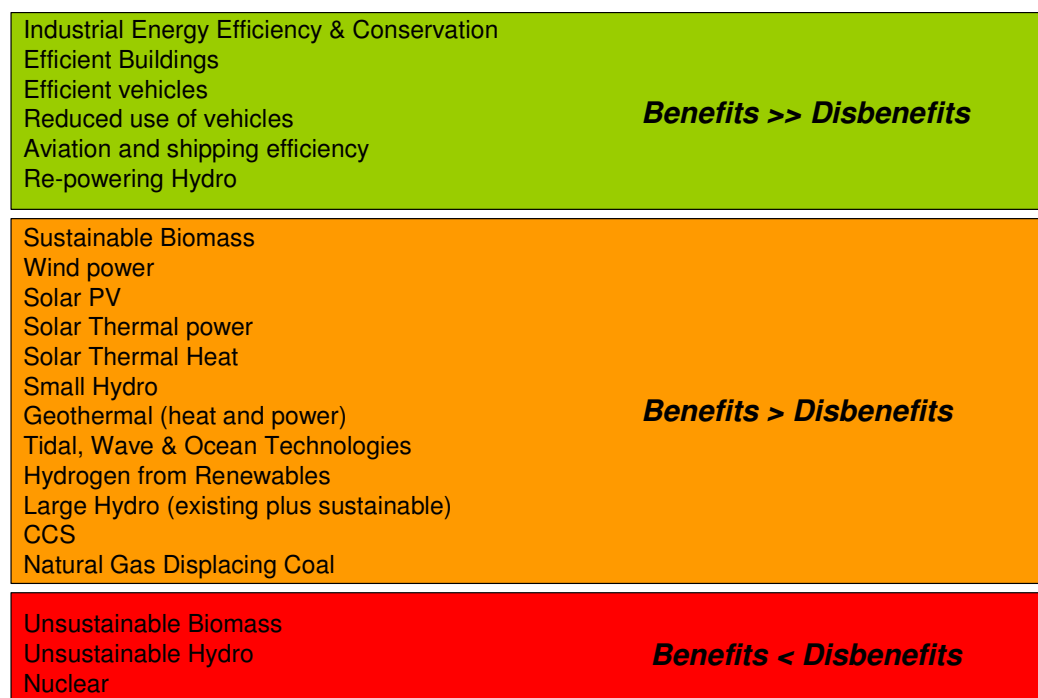 Industrial Energy Efficiency & Conservation
Efficient Buildings
Efficient vehicles
Reduced use of vehicles
Aviation and shipping efficiency
Re-powering Hydro
Benefits >> Disbenefits
Sustainable Biomass
Wind power
Solar PV
Solar Thermal power
Solar Thermal Heat
Small Hydro
Geothermal (heat and power)
Tidal, Wave & Ocean Technologies
Hydrogen from Renewables
Large Hydro (existing plus sustainable)
CCS
Natural Gas Displacing Coal
Benefits > Disbenefits
Unsustainable Biomass
Unsustainable Hydro
Nuclear
Benefits < Disbenefits